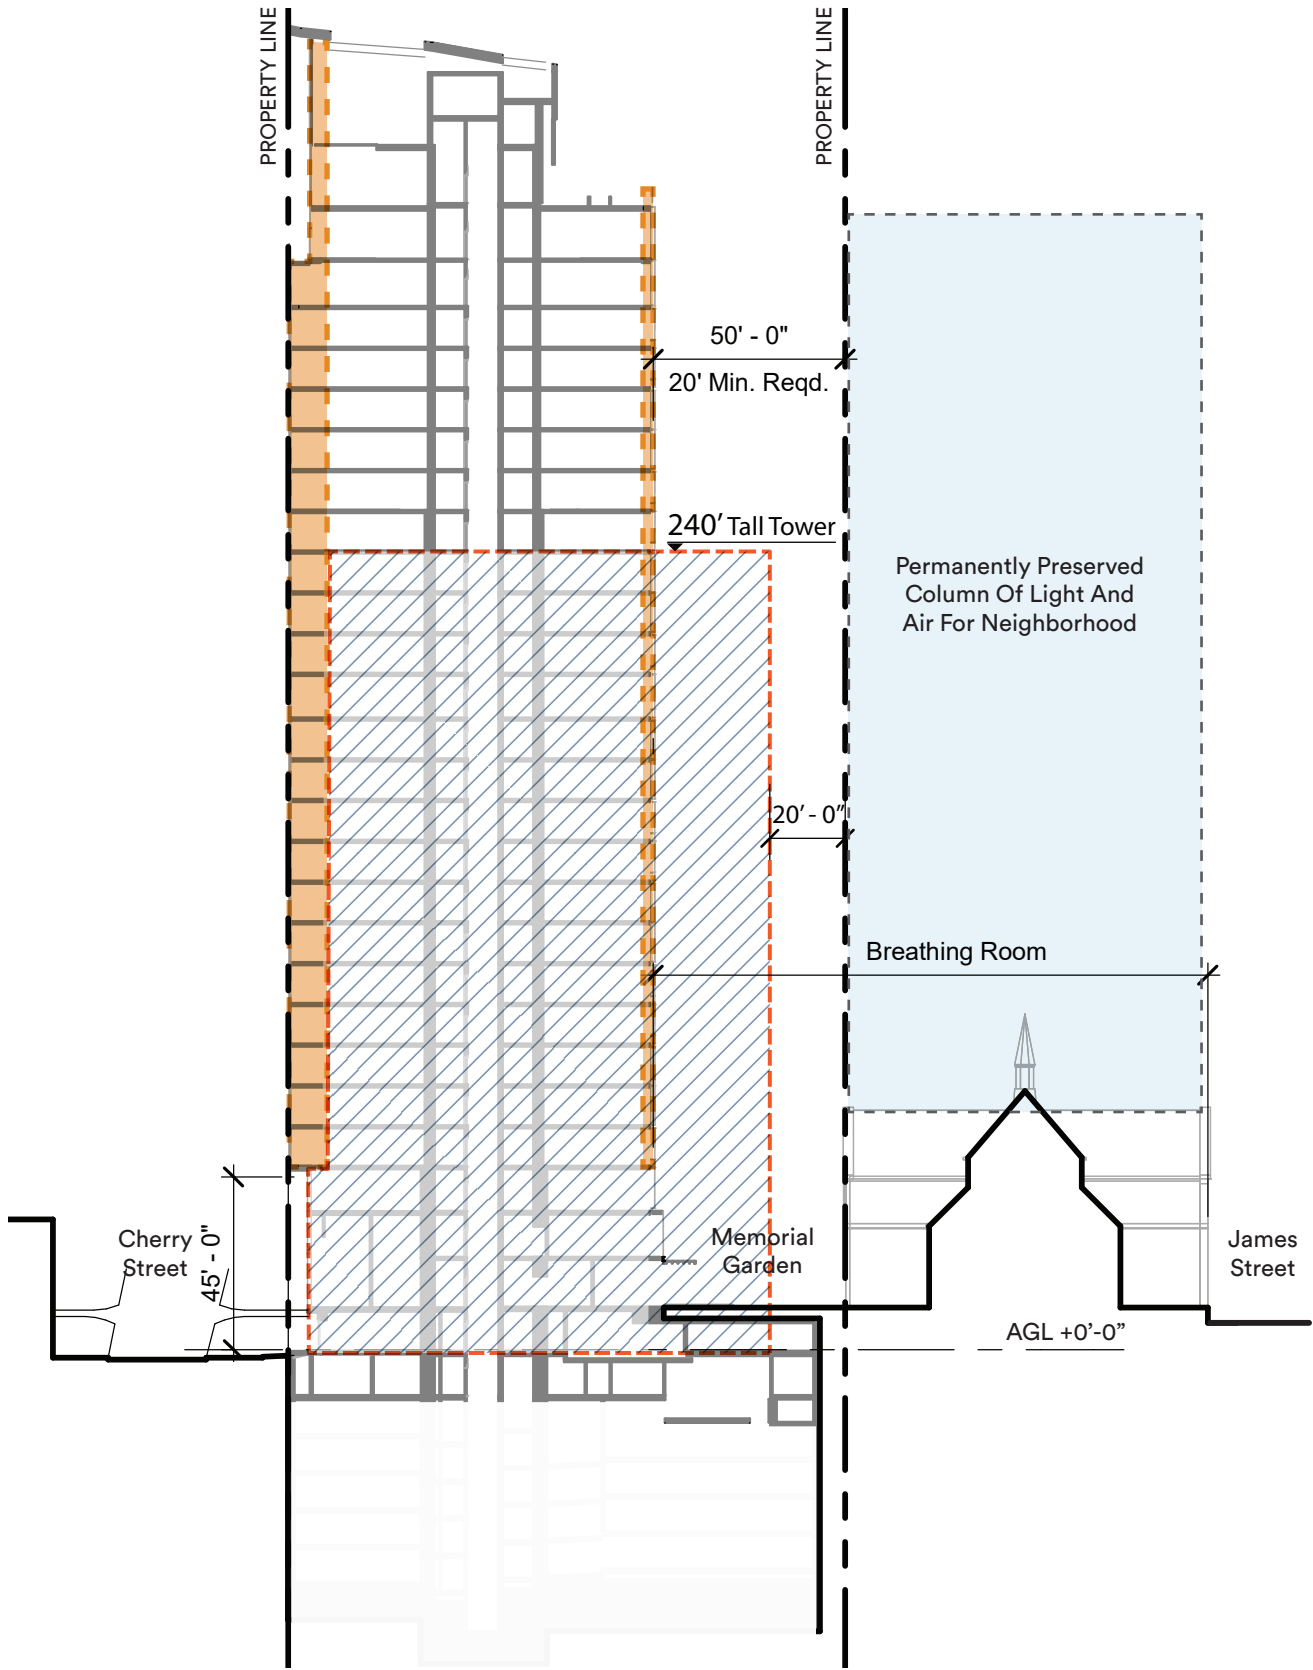 PROPERTY LINE
PROPERTY LINE
50' - 0"
20' Min. Reqd.
240′ Tall Tower
Permanently Preserved
Column Of Light And
Air For Neighborhood
20′ - 0″
Breathing Room
Cherry
Street
45' - 0"
Memorial
Garden
James
Street
AGL +0'-0"